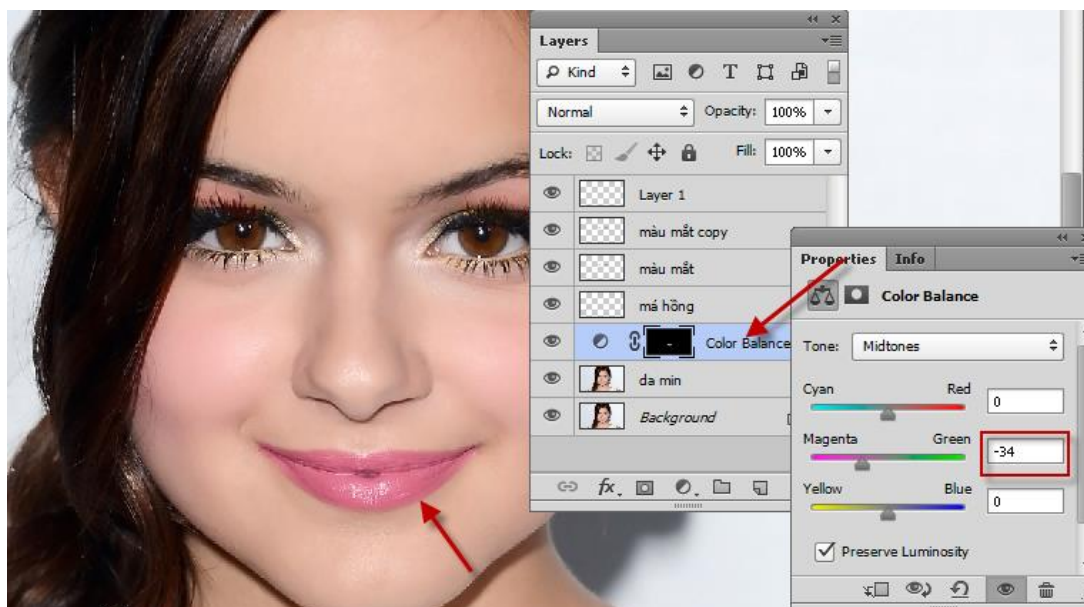 Layers
Kind
Normal
Opacity: 100%
Lock:
Fill: 100%
Layer 1
màu mắt copy
màu mắt
má hồng
Color Balance
da min
Background
fx
Properties Info
Color Balance
Tone: Midtones
Cyan Red 0
Magenta Green -34
Yellow Blue 0
Preserve Luminosity